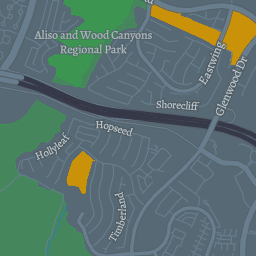 Aliso and Wood Canyons
Regional Park
Eastwing
Glenwood Dr
Shorecliff
Hopseed
Hollyleaf
Timberland